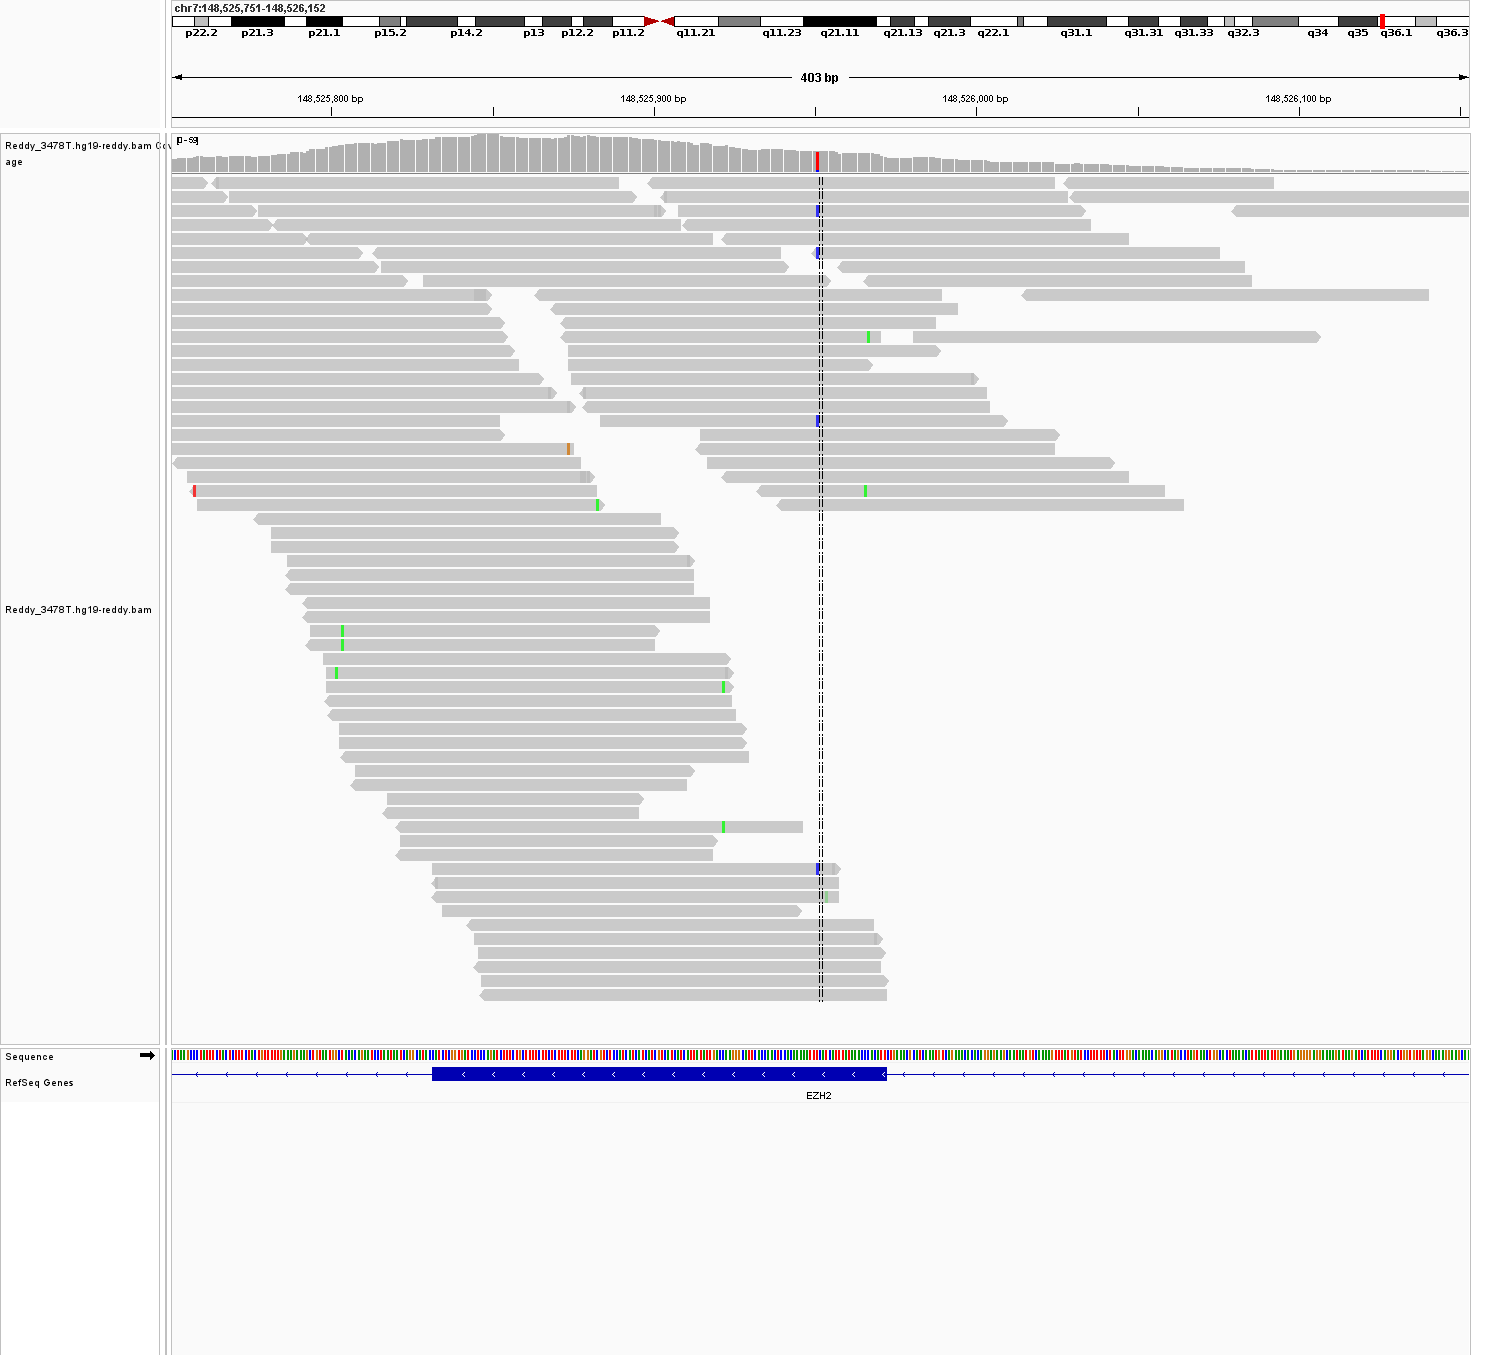 chr7:148,525,751-148,526,152
p22.2 p21.3 p21.1 p15.2 p14.2 p13 p12.2 p11.2 q11.21 q11.23 q21.11 q21.13 q21.3 q22.1 q31.1 q31.31 q31.33 q32.3 q34 q35 q36.1 q36.3
403 bp
148,525,800 bp 148,525,900 bp 148,526,000 bp 148,526,100 bp
[0 - 59]
Reddy_3478T.hg19-reddy.bam Cov
age
Reddy_3478T.hg19-reddy.bam
Sequence
RefSeq Genes
EZH2